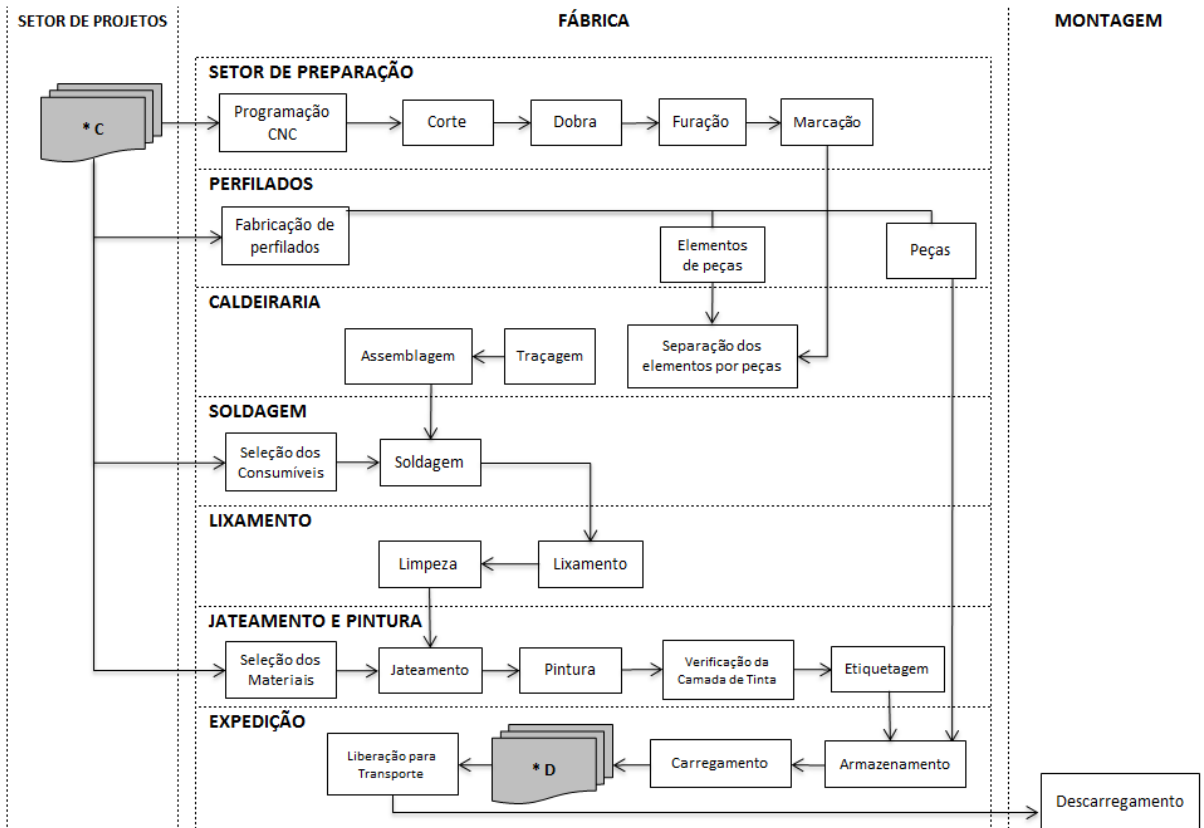 SETOR DE PROJETOS
FÁBRICA
MONTAGEM
SETOR DE PREPARAÇÃO
* C
Programação
CNC
Corte
Dobra
Furação
Marcação
PERFILADOS
Fabricação de
perfilados
Elementos
de peças
Peças
CALDEIRARIA
Assemblagem
Traçagem
Separação dos
elementos por peças
SOLDAGEM
Seleção dos
Consumíveis
Soldagem
LIXAMENTO
Limpeza
Lixamento
JATEAMENTO E PINTURA
Seleção dos
Materiais
Jateamento
Pintura
Verificação da
Camada de Tinta
Etiquetagem
EXPEDIÇÃO
Liberação para
Transporte
* D
Carregamento
Armazenamento
Descarregamento